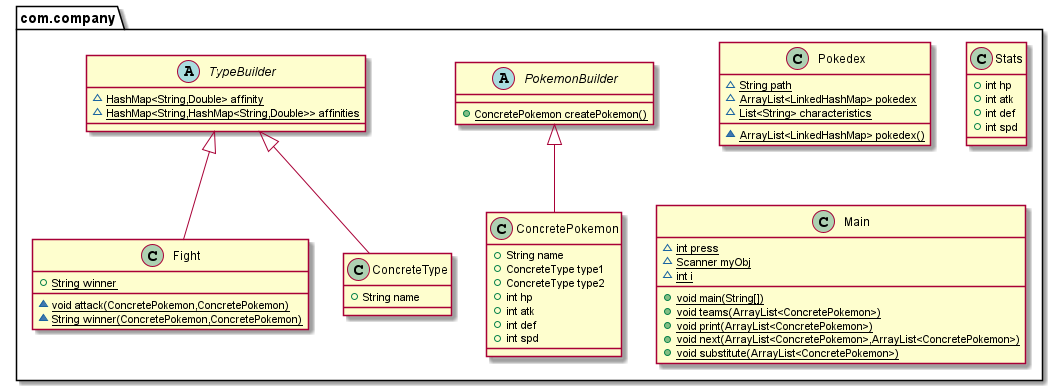 com.company
A TypeBuilder
HashMap<String,Double> affinity
HashMap<String,HashMap<String,Double>> affinities
A PokemonBuilder
ConcretePokemon createPokemon()
C Pokedex
String path
ArrayList<LinkedHashMap> pokedex
List<String> characteristics
ArrayList<LinkedHashMap> pokedex()
C Stats
int hp
int atk
int def
int spd
C Fight
String winner
void attack(ConcretePokemon,ConcretePokemon)
String winner(ConcretePokemon,ConcretePokemon)
C ConcreteType
String name
C ConcretePokemon
String name
ConcreteType type1
ConcreteType type2
int hp
int atk
int def
int spd
C Main
int press
Scanner myObj
int i
void main(String[])
void teams(ArrayList<ConcretePokemon>)
void print(ArrayList<ConcretePokemon>)
void next(ArrayList<ConcretePokemon>,ArrayList<ConcretePokemon>)
void substitute(ArrayList<ConcretePokemon>)